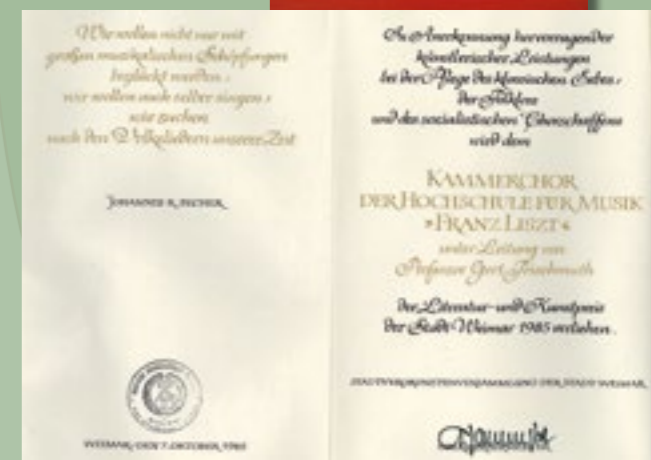 Wir wollen nicht nur mit
großen musikalischen Schöpfungen
beglückt werden,
wir wollen auch selber singen,
wir suchen
nach den Volksliedern unserer Zeit
JOHANNES R. BECHER
WEIMAR, DEN 7. OKTOBER 1985
In Anerkennung hervorragender
künstlerischer Leistungen
bei der Pflege des klassischen Erbes,
der Folklore
und des sozialistischen Chorschaffens
wird dem
KAMMERCHOR
DER HOCHSCHULE FÜR MUSIK
»FRANZ LISZT«
unter Leitung von
Professor Gert Frischmuth
der Literatur- und Kunstpreis
der Stadt Weimar 1985 verliehen.
STADTVERORDNETENVERSAMMLUNG DER STADT WEIMAR